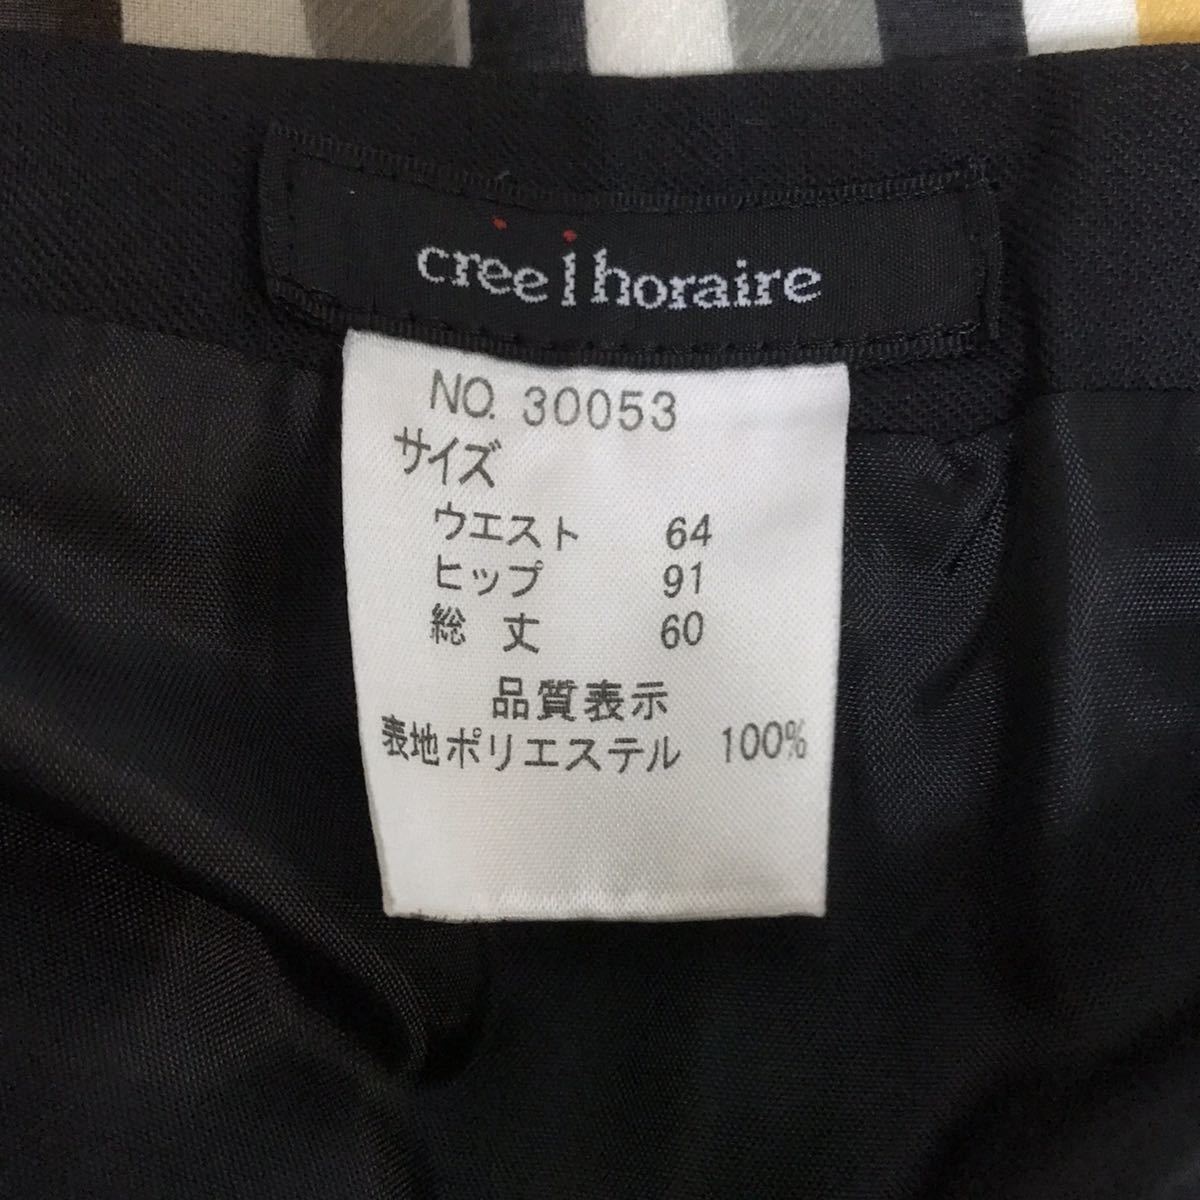 cree l horaire
NO. 30053
サイズ
ウエスト 64
ヒップ 91
総 丈 60
品質表示
表地ポリエステル 100%